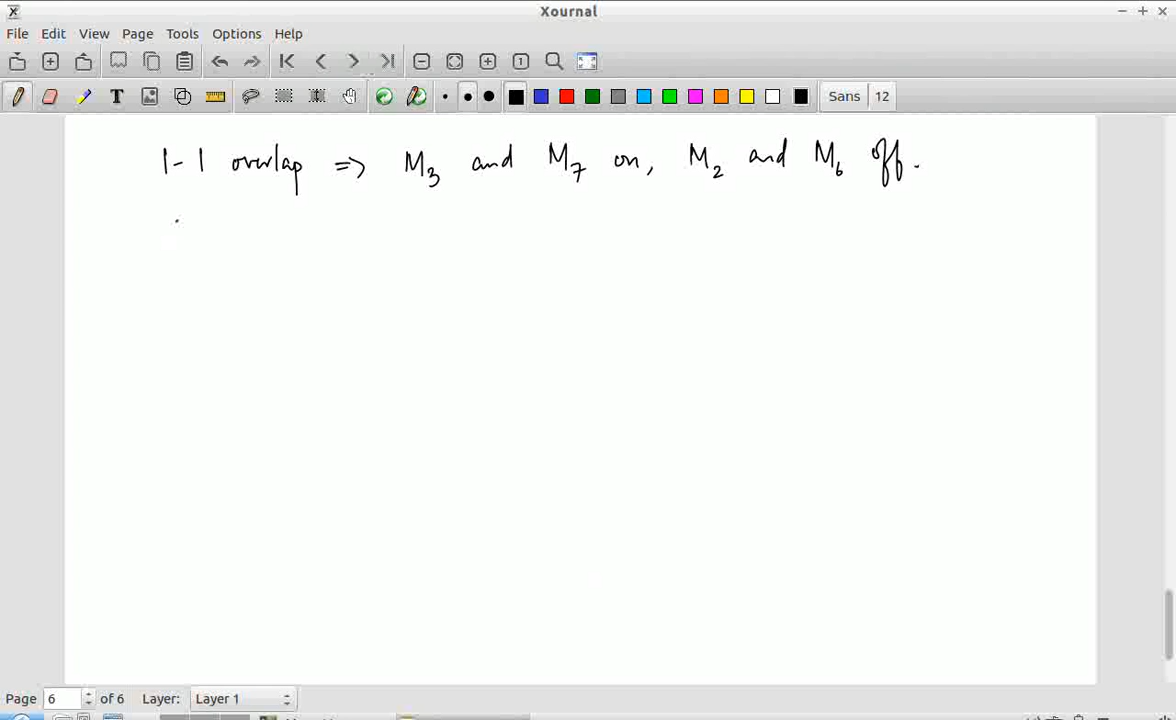 Xournal
File Edit View Page Tools Options Help
Sans 12
1-1 overlap => M₃ and M₇ on, M₂ and M₆ off.
Page 6 of 6 Layer: Layer 1